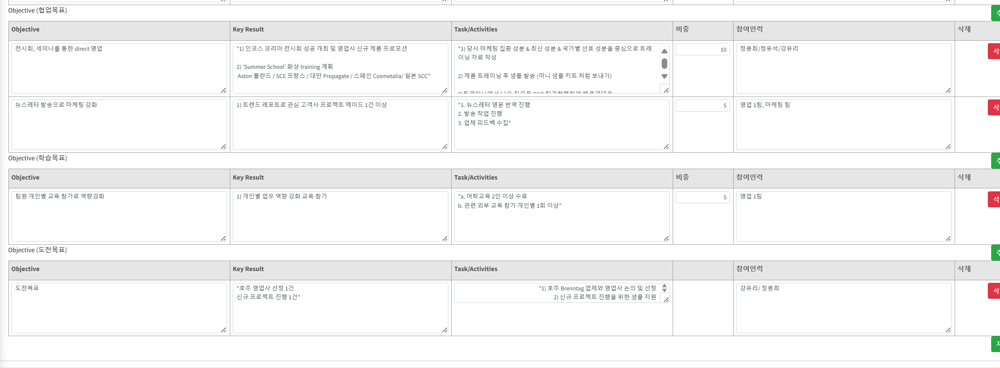 Objective (협업목표)
Objective Key Result Task/Activities 비중 참여인력 삭제
전시회, 세미나를 통한 direct 영업
"1) 인코스 코리아 전시회 성공 개최 및 영업사 신규 제품 프로모션
2) 'Summer School' 화상 training 계획
Aston 폴란드 / SCE 프랑스 / 대만 Propagate / 스페인 Cosmetalia/ 일본 SCC"
"1) 당사 마케팅 집중 성분 & 최신 성분 & 국가별 선호 성분을 중심으로 트레
이닝 자료 작성
2) 제품 트레이닝 후 샘플 발송 (미니 샘플 키트 처럼 보내기)
10
정용희/정유석/강유리
뉴스레터 발송으로 마케팅 강화
1) 트렌드 레포트로 관심 고객사 프로젝트 메이드 1건 이상
"1. 뉴스레터 영문 번역 진행
2. 발송 작업 진행
3. 업체 피드백 수집"
5
영업 1팀, 마케팅 팀
Objective (학습목표)
Objective Key Result Task/Activities 비중 참여인력 삭제
팀원 개인별 교육 참가로 역량강화
1) 개인별 업무 역량 강화 교육 참가
"a. 어학교육 2인 이상 수료
b. 관련 외부 교육 참가 개인별 1회 이상"
5
영업 1팀
Objective (도전목표)
Objective Key Result Task/Activities 참여인력 삭제
도전목표
"호주 영업사 선정 1건
신규 프로젝트 진행 1건"
"1) 호주 Brenntag 업체와 영업사 논의 및 선정
2) 신규 프로젝트 진행을 위한 샘플 지원
강유리/ 정용희